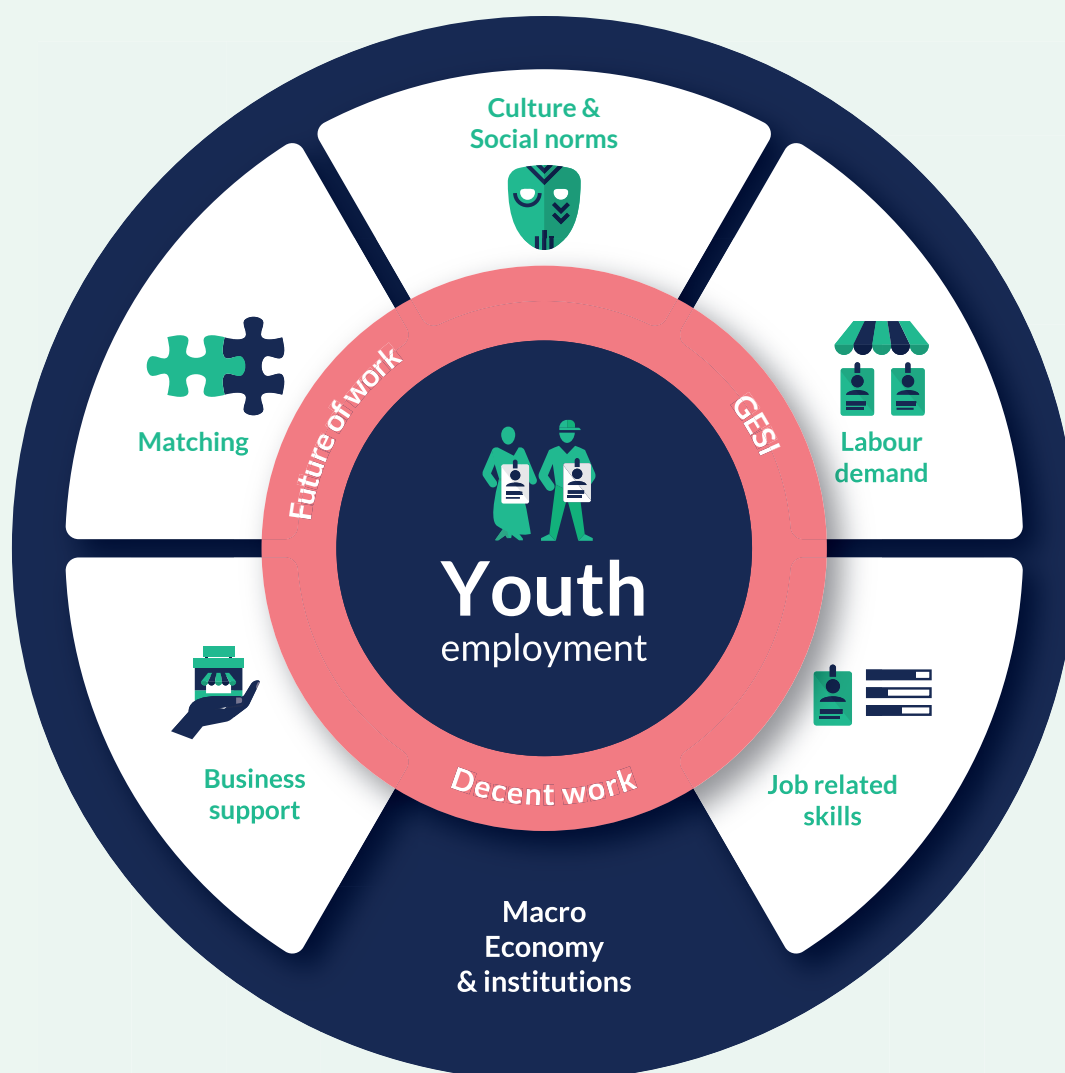 Culture &
Social norms
Matching
Labour
demand
Future of work
GESI
Youth
employment
Decent work
Business
support
Job related
skills
Macro
Economy
& institutions